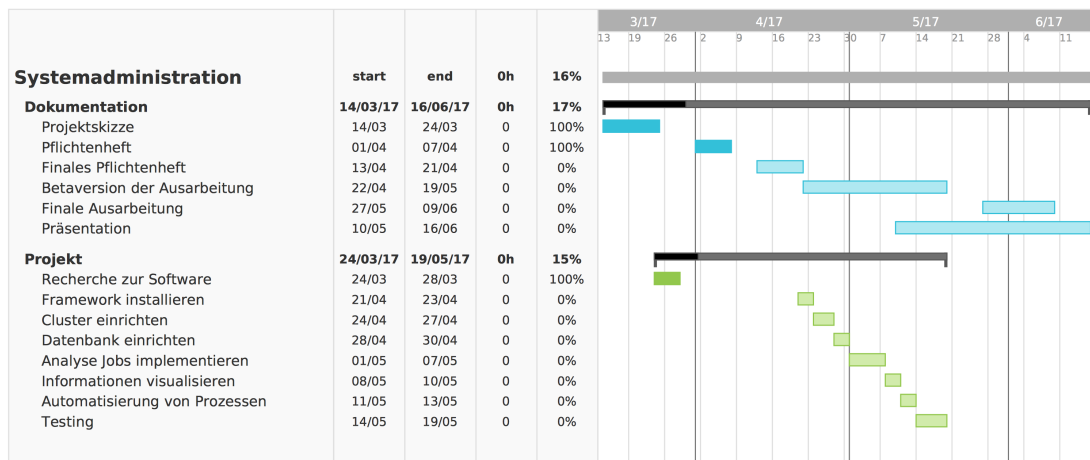 3/17 4/17 5/17 6/17
13 19 26 2 9 16 23 30 7 14 21 28 4 11
Systemadministration start end 0h 16%
Dokumentation 14/03/17 16/06/17 0h 17%
Projektskizze 14/03 24/03 0 100%
Pflichtenheft 01/04 07/04 0 100%
Finales Pflichtenheft 13/04 21/04 0 0%
Betaversion der Ausarbeitung 22/04 19/05 0 0%
Finale Ausarbeitung 27/05 09/06 0 0%
Präsentation 10/05 16/06 0 0%
Projekt 24/03/17 19/05/17 0h 15%
Recherche zur Software 24/03 28/03 0 100%
Framework installieren 21/04 23/04 0 0%
Cluster einrichten 24/04 27/04 0 0%
Datenbank einrichten 28/04 30/04 0 0%
Analyse Jobs implementieren 01/05 07/05 0 0%
Informationen visualisieren 08/05 10/05 0 0%
Automatisierung von Prozessen 11/05 13/05 0 0%
Testing 14/05 19/05 0 0%